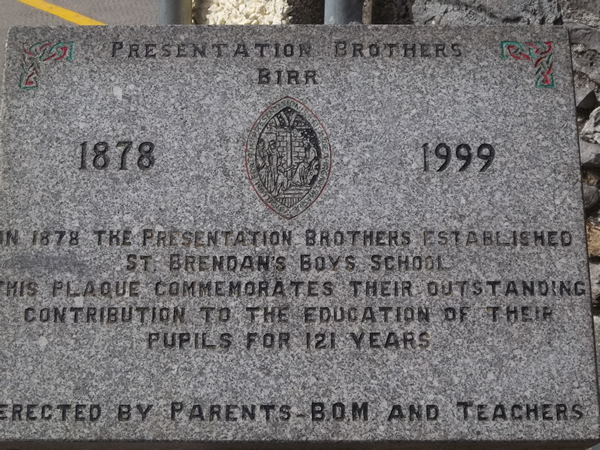 PRESENTATION BROTHERS
BIRR
1878 1999
IN 1878 THE PRESENTATION BROTHERS ESTABLISHED
ST. BRENDAN'S BOYS SCHOOL
THIS PLAQUE COMMEMORATES THEIR OUTSTANDING
CONTRIBUTION TO THE EDUCATION OF THEIR
PUPILS FOR 121 YEARS
ERECTED BY PARENTS-B.O.M AND TEACHERS